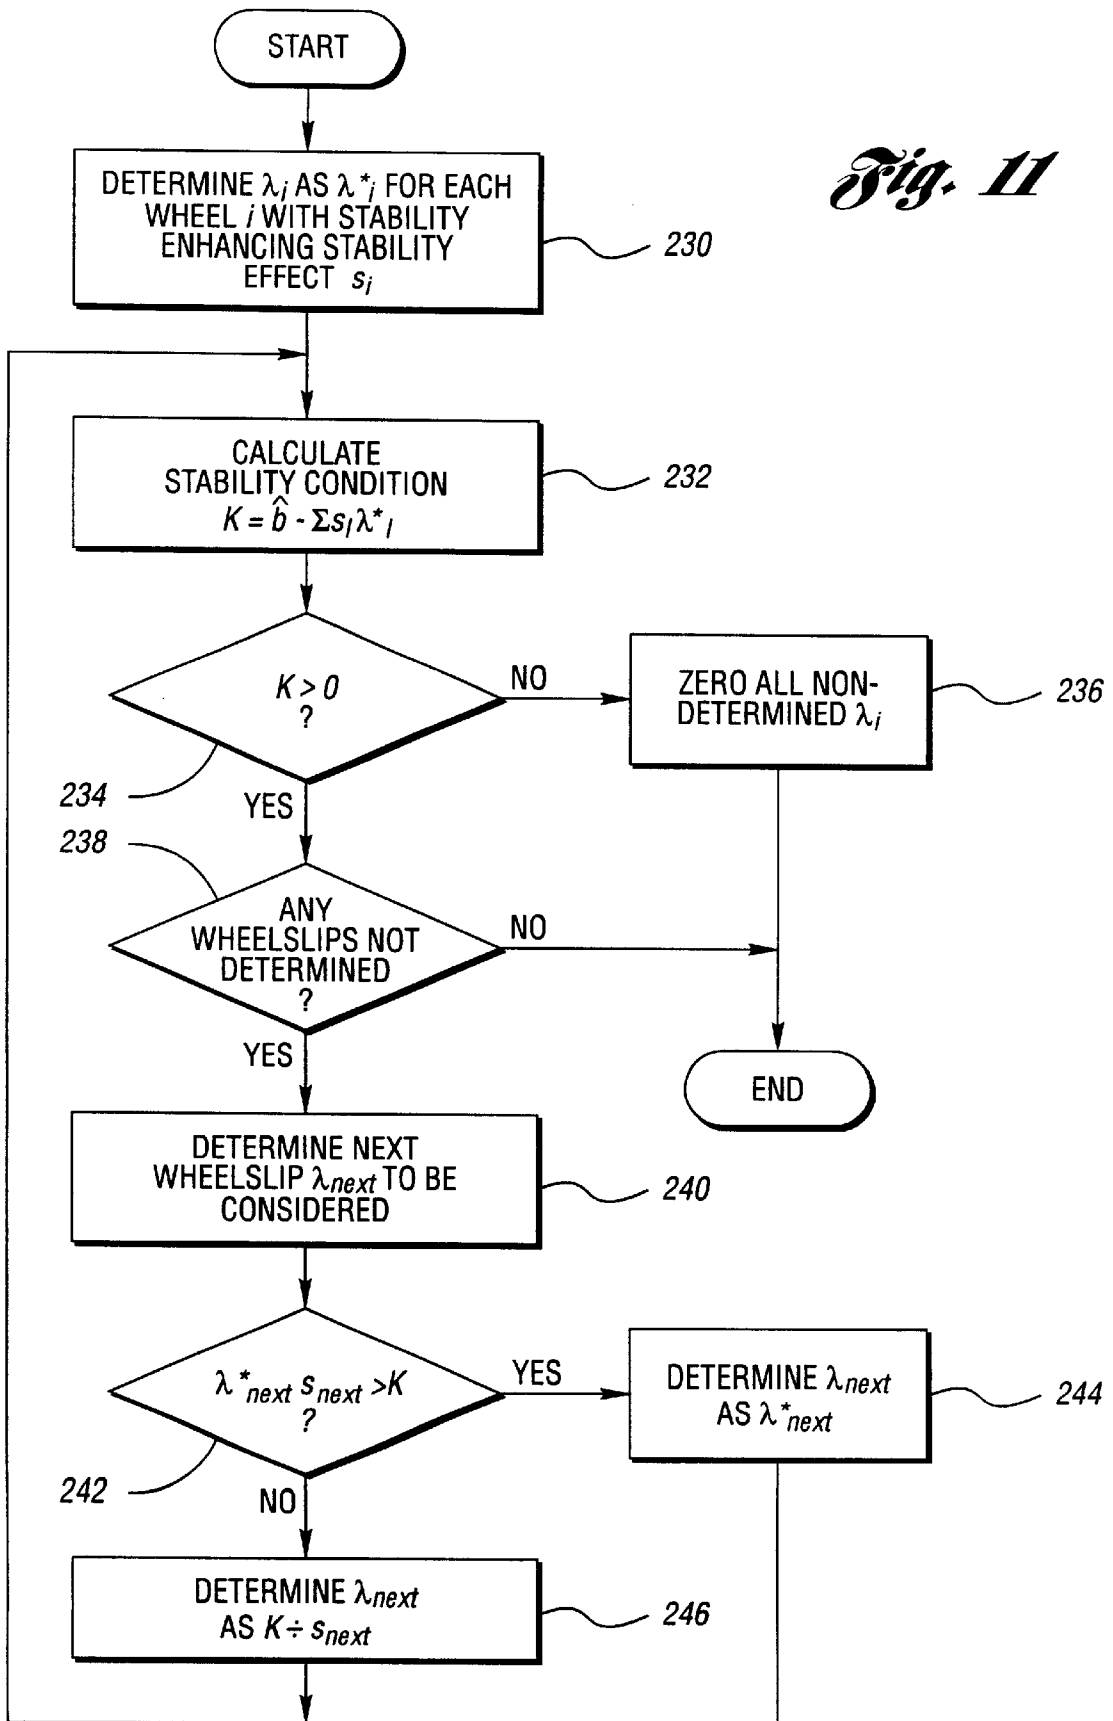 START
Fig. 11
DETERMINE λi AS λ*i FOR EACH
WHEEL i WITH STABILITY
ENHANCING STABILITY
EFFECT si
230
CALCULATE
STABILITY CONDITION
K = b̂ - Σsiλ*i
232
K > 0
?
NO
ZERO ALL NON-
DETERMINED λi
236
234
YES
238
ANY
WHEELSLIPS NOT
DETERMINED
?
NO
YES
END
DETERMINE NEXT
WHEELSLIP λnext TO BE
CONSIDERED
240
λ*next snext >K
?
YES
DETERMINE λnext
AS λ*next
244
242
NO
DETERMINE λnext
AS K ÷ snext
246